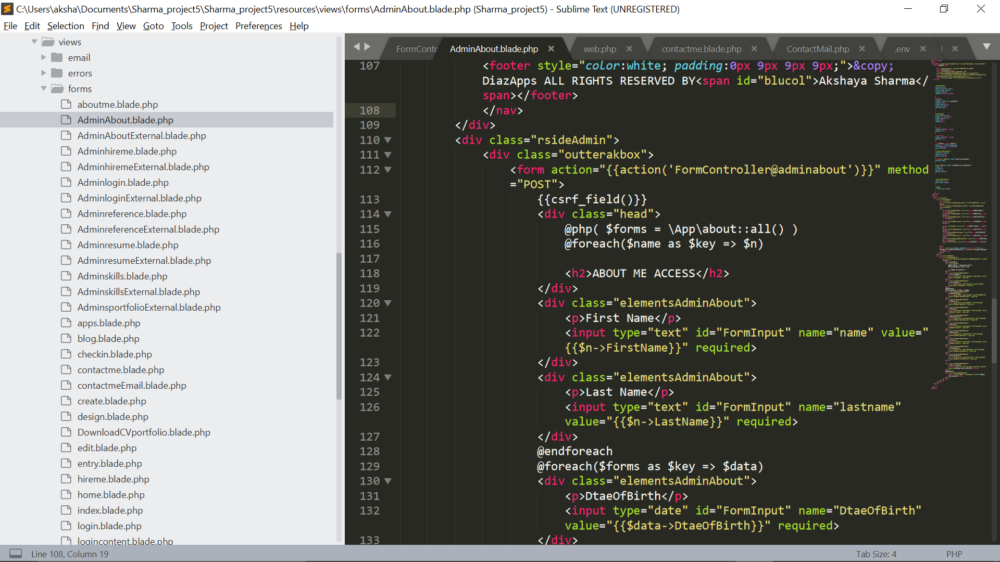 C:\Users\aksha\Documents\Sharma_project5\Sharma_project5\resources\views\forms\AdminAbout.blade.php (Sharma_project5) - Sublime Text (UNREGISTERED)
File Edit Selection Find View Goto Tools Project Preferences Help
views
email
errors
forms
aboutme.blade.php
AdminAbout.blade.php
AdminAboutExternal.blade.php
Adminhireme.blade.php
AdminhiremeExternal.blade.php
Adminlogin.blade.php
AdminloginExternal.blade.php
Adminreference.blade.php
AdminreferenceExternal.blade.php
Adminresume.blade.php
AdminresumeExternal.blade.php
Adminskills.blade.php
AdminskillsExternal.blade.php
AdminsportfolioExternal.blade.php
apps.blade.php
blog.blade.php
checkin.blade.php
contactme.blade.php
contactmeEmail.blade.php
create.blade.php
design.blade.php
DownloadCVportfolio.blade.php
edit.blade.php
entry.blade.php
hireme.blade.php
home.blade.php
index.blade.php
login.blade.php
logincontent.blade.php
FormContr AdminAbout.blade.php web.php contactme.blade.php ContactMail.php .env b
107 <footer style="color:white; padding:0px 9px 9px 9px;">&copy;
DiazApps ALL RIGHTS RESERVED BY<span id="blucol">Akshaya Sharma</
span></footer>
108 </nav>
109 </div>
110 <div class="rsideAdmin">
111 <div class="outterakbox">
112 <form action="{{action('FormController@adminabout')}}" method
="POST">
113 {{csrf_field()}}
114 <div class="head">
115 @php( $forms = \App\about::all() )
116 @foreach($name as $key => $n)
117
118 <h2>ABOUT ME ACCESS</h2>
119 </div>
120 <div class="elementsAdminAbout">
121 <p>First Name</p>
122 <input type="text" id="FormInput" name="name" value="
{{$n->FirstName}}" required>
123 </div>
124 <div class="elementsAdminAbout">
125 <p>Last Name</p>
126 <input type="text" id="FormInput" name="lastname"
value="{{$n->LastName}}" required>
127 </div>
128 @endforeach
129 @foreach($forms as $key => $data)
130 <div class="elementsAdminAbout">
131 <p>DtaeOfBirth</p>
132 <input type="date" id="FormInput" name="DtaeOfBirth"
value="{{$data->DtaeOfBirth}}" required>
133 </div>
Line 108, Column 19 Tab Size: 4 PHP